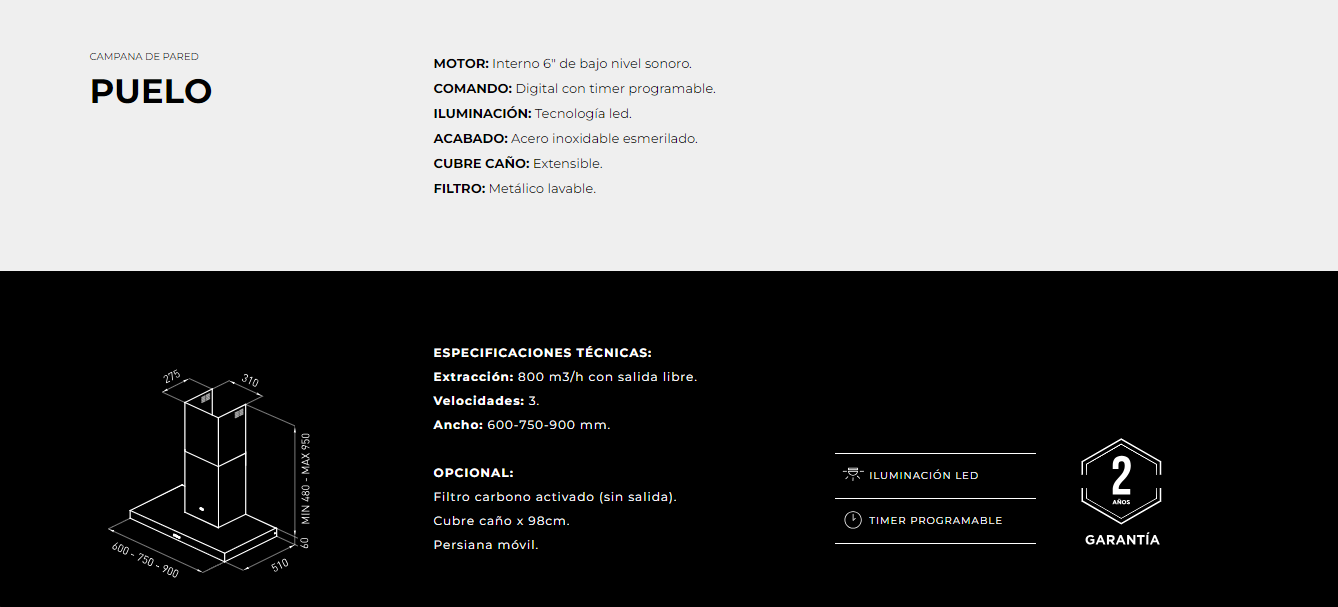 CAMPANA DE PARED
PUELO
MOTOR: Interno 6" de bajo nivel sonoro.
COMANDO: Digital con timer programable.
ILUMINACIÓN: Tecnología led.
ACABADO: Acero inoxidable esmerilado.
CUBRE CAÑO: Extensible.
FILTRO: Metálico lavable.
275
310
MIN 480 - MAX 950
60
510
600 - 750 - 900
ESPECIFICACIONES TÉCNICAS:
Extracción: 800 m3/h con salida libre.
Velocidades: 3.
Ancho: 600-750-900 mm.
OPCIONAL:
Filtro carbono activado (sin salida).
Cubre caño x 98cm.
Persiana móvil.
ILUMINACIÓN LED
TIMER PROGRAMABLE
2
AÑOS
GARANTÍA